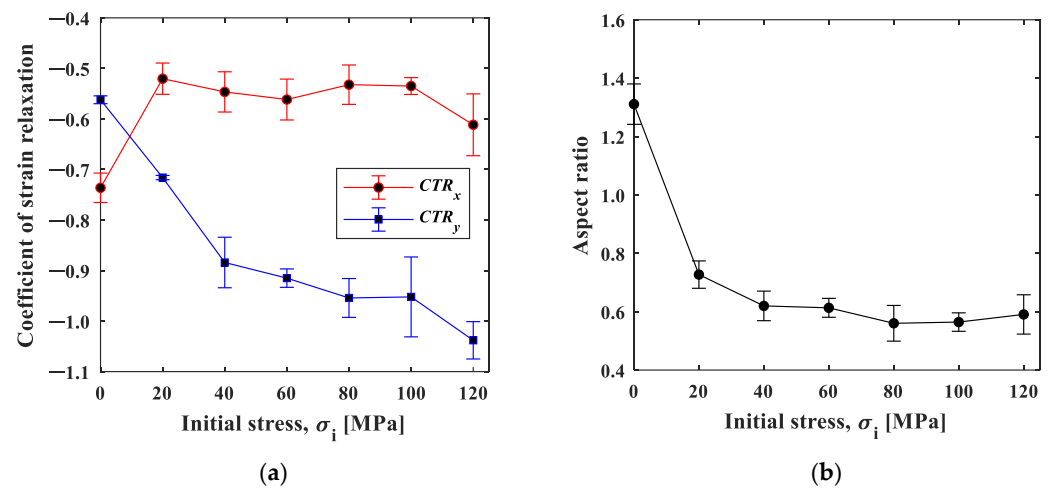 Coefficient of strain relaxation
−0.4
−0.5
−0.6
−0.7
−0.8
−0.9
−1.0
−1.1
CTRx
CTRy
0 20 40 60 80 100 120
Initial stress, σi [MPa]
(a)
Aspect ratio
1.6
1.4
1.2
1.0
0.8
0.6
0.4
0 20 40 60 80 100 120
Initial stress, σi [MPa]
(b)